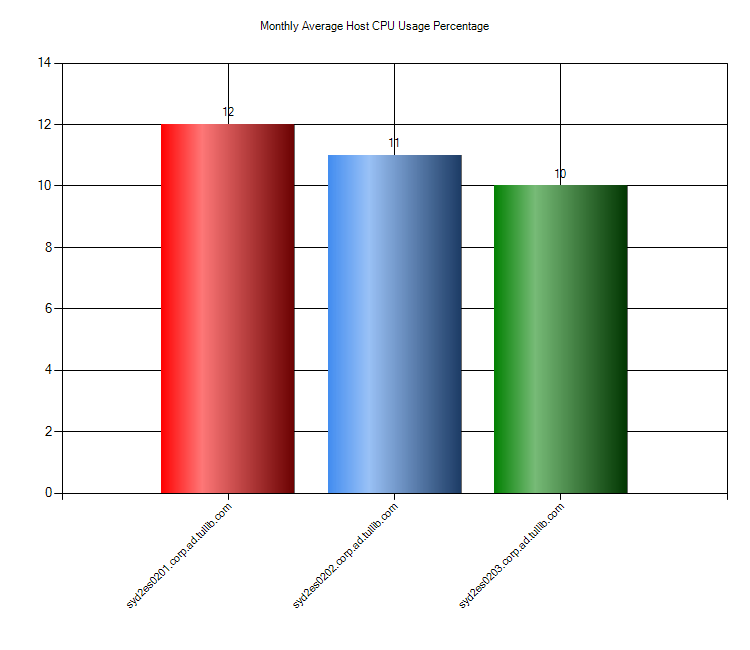 Monthly Average Host CPU Usage Percentage
14
12
10
8
6
4
2
0
12
11
10
syd2es0201.corp.ad.tullib.com
syd2es0202.corp.ad.tullib.com
syd2es0203.corp.ad.tullib.com